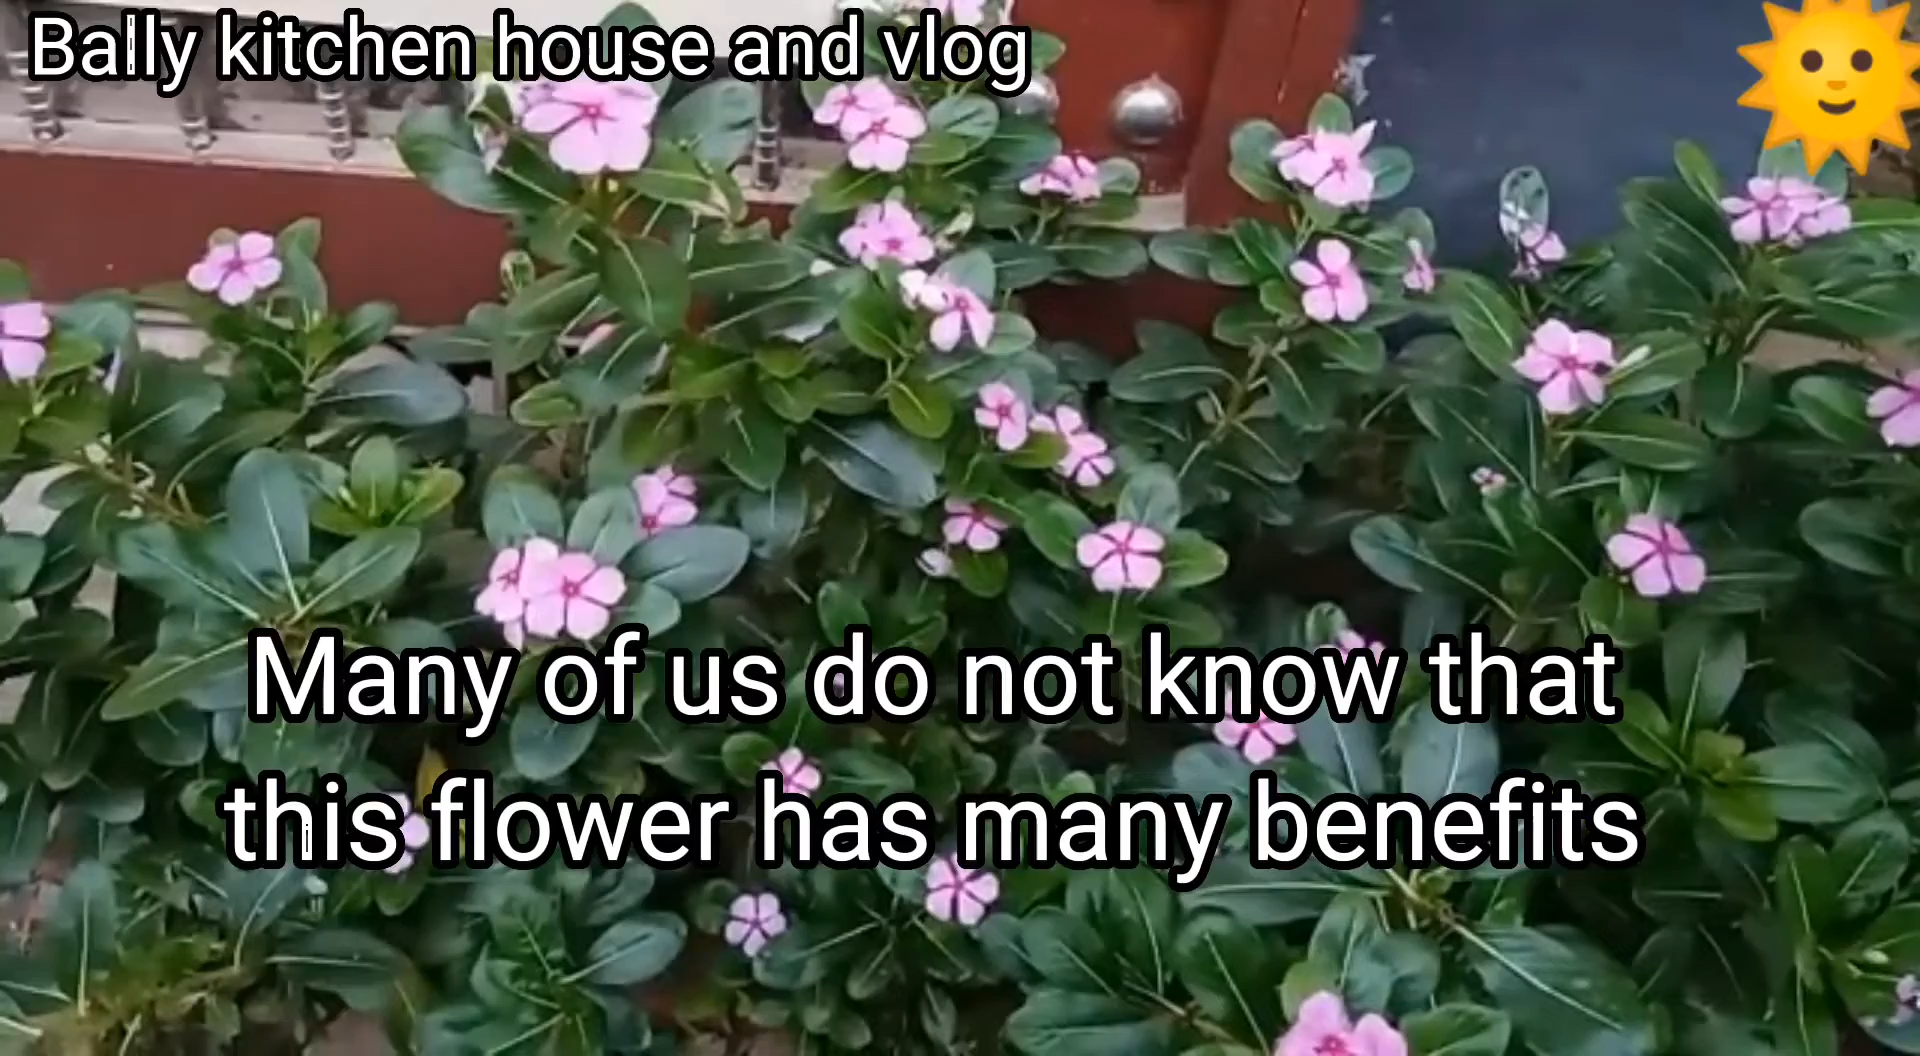 Bally kitchen house and vlog
Many of us do not know that
this flower has many benefits